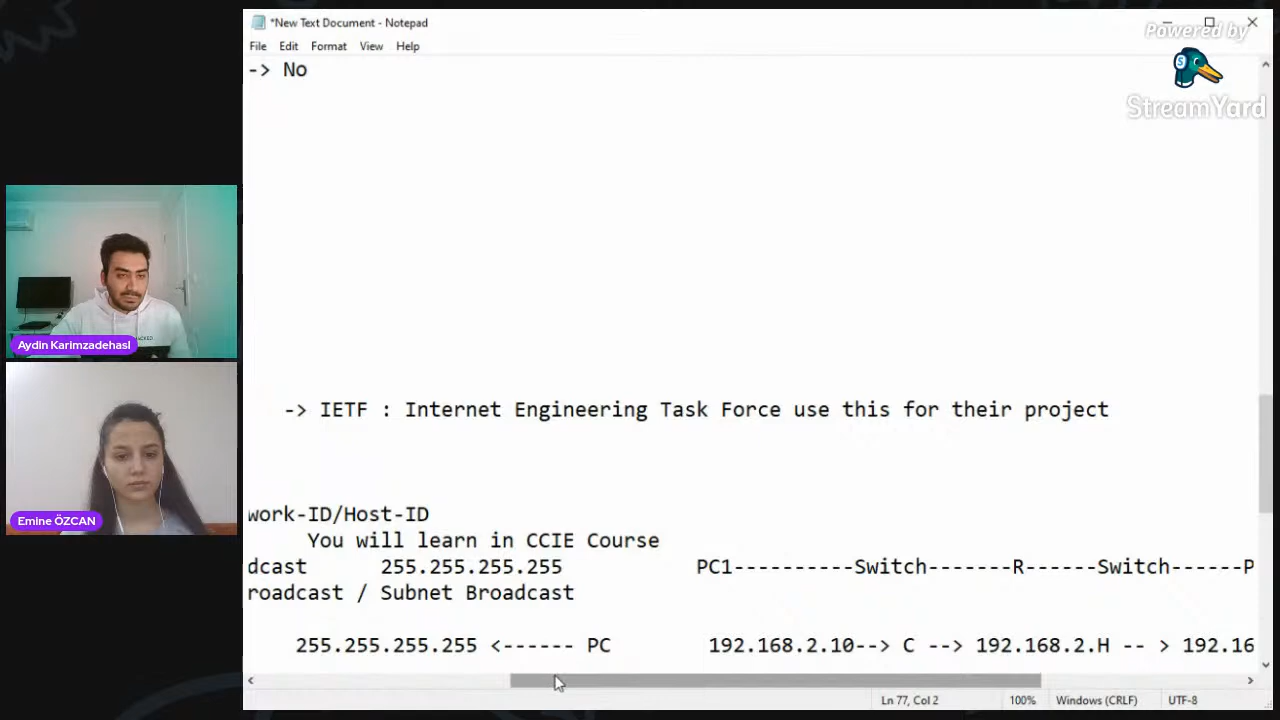 *New Text Document - Notepad
File Edit Format View Help
-> No
Powered by
StreamYard
Aydin Karimzadehasl
-> IETF : Internet Engineering Task Force use this for their project
work-ID/Host-ID
Emine ÖZCAN
You will learn in CCIE Course
dcast 255.255.255.255 PC1----------Switch-------R------Switch------P
roadcast / Subnet Broadcast
255.255.255.255 <------ PC 192.168.2.10--> C --> 192.168.2.H -- > 192.16
Ln 77, Col 2 100% Windows (CRLF) UTF-8